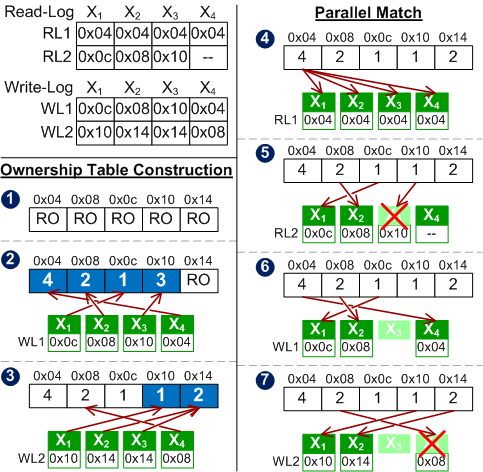 Read-Log X1 X2 X3 X4
RL1 0x04 0x04 0x04 0x04
RL2 0x0c 0x08 0x10 --
Write-Log X1 X2 X3 X4
WL1 0x0c 0x08 0x10 0x04
WL2 0x10 0x14 0x14 0x08
Ownership Table Construction
1
0x04 0x08 0x0c 0x10 0x14
RO RO RO RO RO
2
0x04 0x08 0x0c 0x10 0x14
4 2 1 3 RO
X1 X2 X3 X4
WL1 0x0c 0x08 0x10 0x04
3
0x04 0x08 0x0c 0x10 0x14
4 2 1 1 2
X1 X2 X3 X4
WL2 0x10 0x14 0x14 0x08
Parallel Match
4
0x04 0x08 0x0c 0x10 0x14
4 2 1 1 2
X1 X2 X3 X4
RL1 0x04 0x04 0x04 0x04
5
0x04 0x08 0x0c 0x10 0x14
4 2 1 1 2
X1 X2 X4
RL2 0x0c 0x08 0x10 --
6
0x04 0x08 0x0c 0x10 0x14
4 2 1 1 2
X1 X2 X3 X4
WL1 0x0c 0x08 0x04
7
0x04 0x08 0x0c 0x10 0x14
4 2 1 1 2
X1 X2 X3 X4
WL2 0x10 0x14 0x08